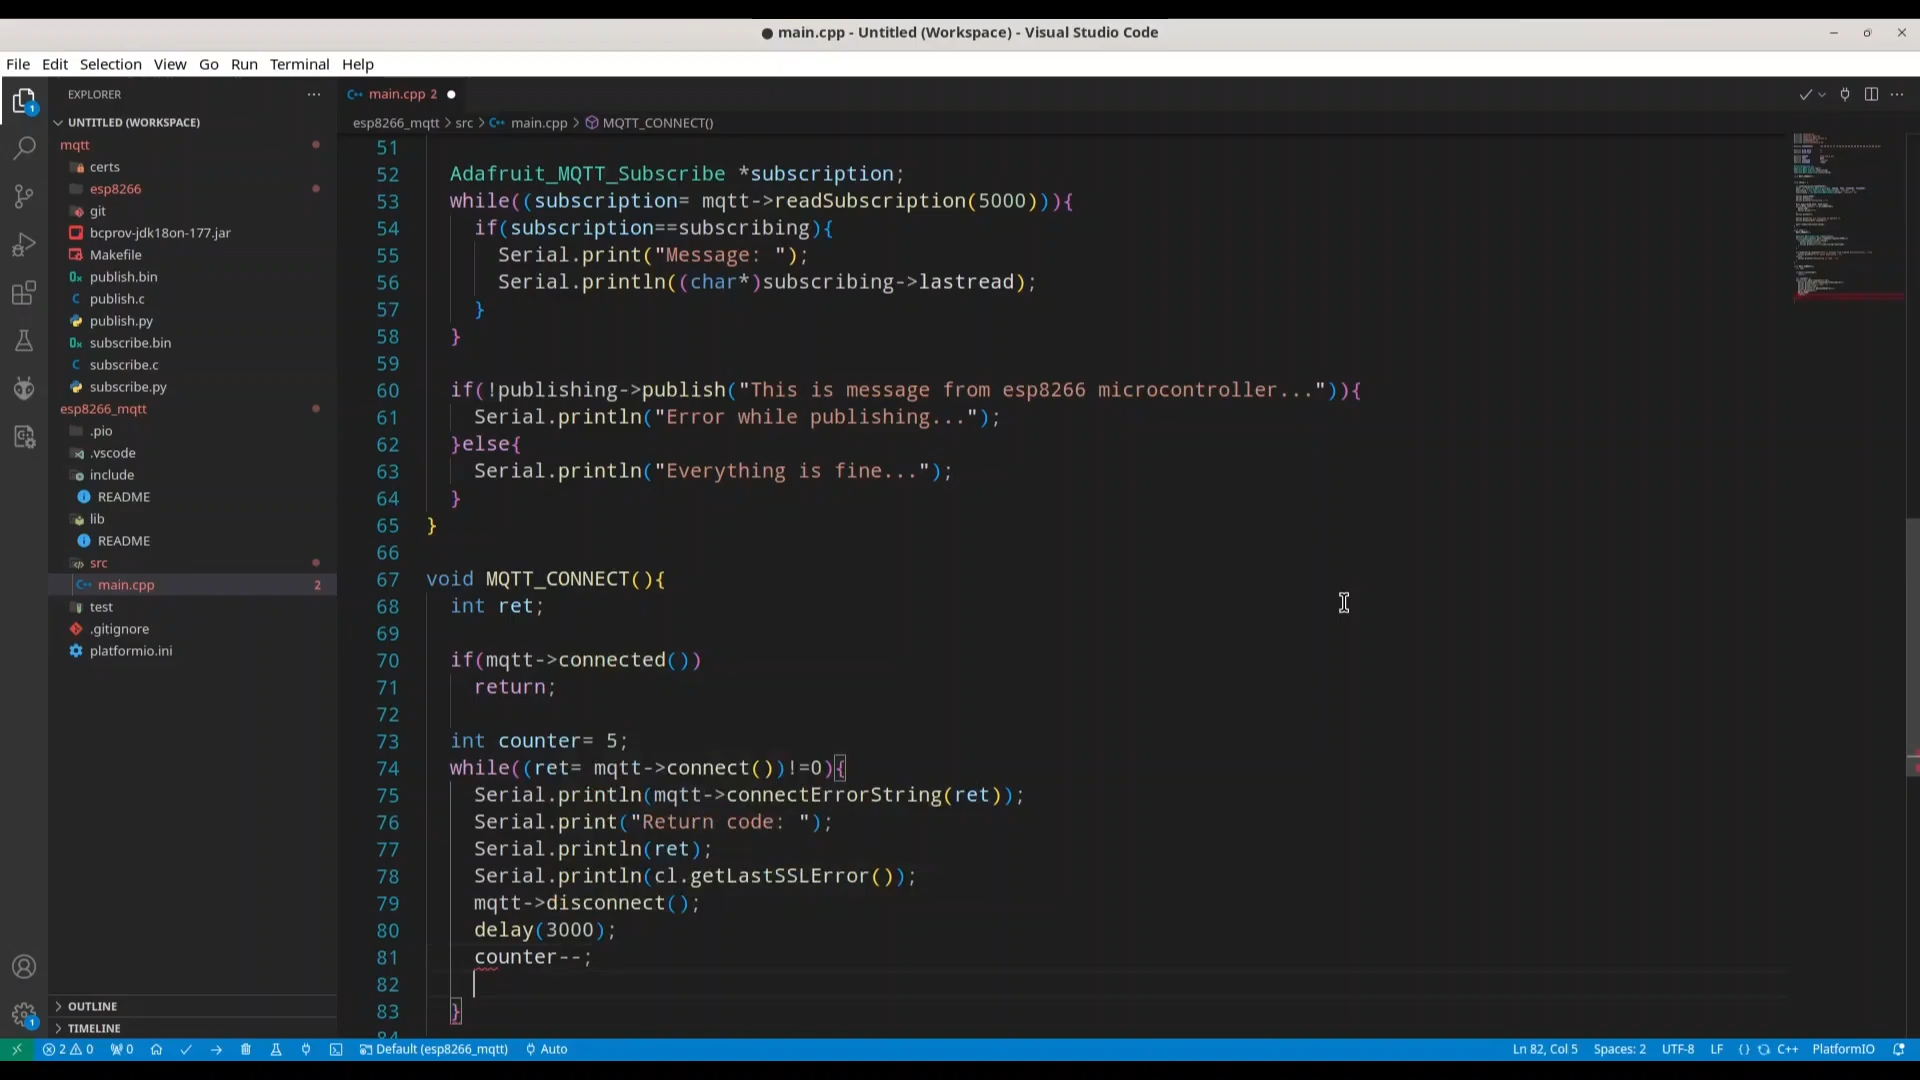 main.cpp - Untitled (Workspace) - Visual Studio Code
File Edit Selection View Go Run Terminal Help
EXPLORER
UNTITLED (WORKSPACE)
mqtt
certs
esp8266
git
bcprov-jdk18on-177.jar
Makefile
publish.bin
publish.c
publish.py
subscribe.bin
subscribe.c
subscribe.py
esp8266_mqtt
.pio
.vscode
include
README
lib
README
src
main.cpp 2
test
.gitignore
platformio.ini
OUTLINE
TIMELINE
main.cpp 2
esp8266_mqtt > src > main.cpp > MQTT_CONNECT()
51
52 Adafruit_MQTT_Subscribe *subscription;
53 while((subscription= mqtt->readSubscription(5000))){
54 if(subscription==subscribing){
55 Serial.print("Message: ");
56 Serial.println((char*)subscribing->lastread);
57 }
58 }
59
60 if(!publishing->publish("This is message from esp8266 microcontroller...")){
61 Serial.println("Error while publishing...");
62 }else{
63 Serial.println("Everything is fine...");
64 }
65 }
66
67 void MQTT_CONNECT(){
68 int ret;
69
70 if(mqtt->connected())
71 return;
72
73 int counter= 5;
74 while((ret= mqtt->connect())!=0){
75 Serial.println(mqtt->connectErrorString(ret));
76 Serial.print("Return code: ");
77 Serial.println(ret);
78 Serial.println(cl.getLastSSLError());
79 mqtt->disconnect();
80 delay(3000);
81 counter--;
82
83 }
1
1
2 0 0 Default (esp8266_mqtt) Auto Ln 82, Col 5 Spaces: 2 UTF-8 LF {} C++ PlatformIO